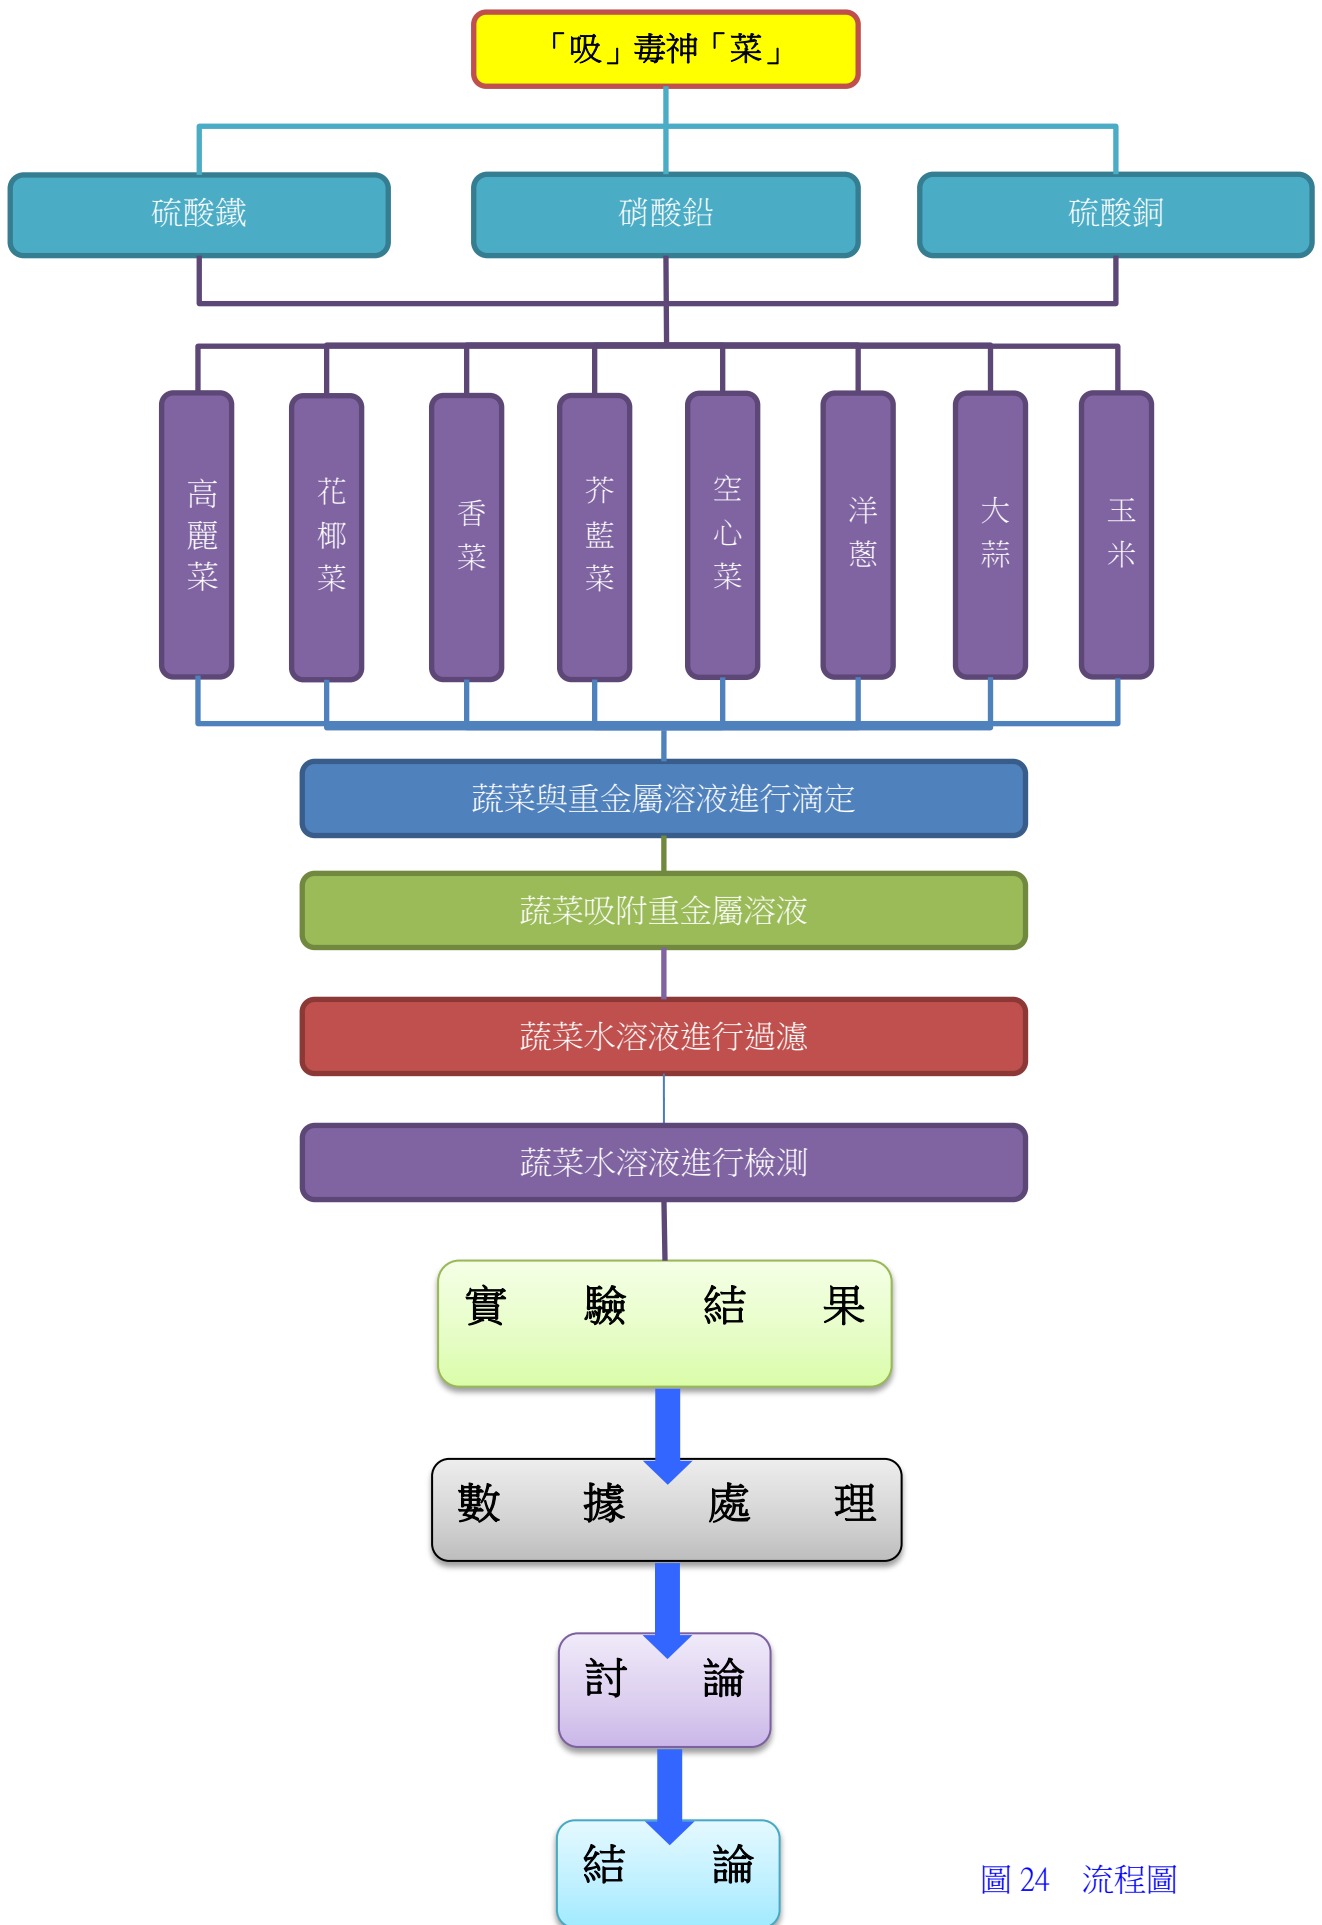 「吸」毒神「菜」
硫酸鐵
硝酸鉛
硫酸銅
高麗菜
花椰菜
香菜
芥藍菜
空心菜
洋蔥
大蒜
玉米
蔬菜與重金屬溶液進行滴定
蔬菜吸附重金屬溶液
蔬菜水溶液進行過濾
蔬菜水溶液進行檢測
實驗結果
數據處理
討論
結論
圖 24 流程圖